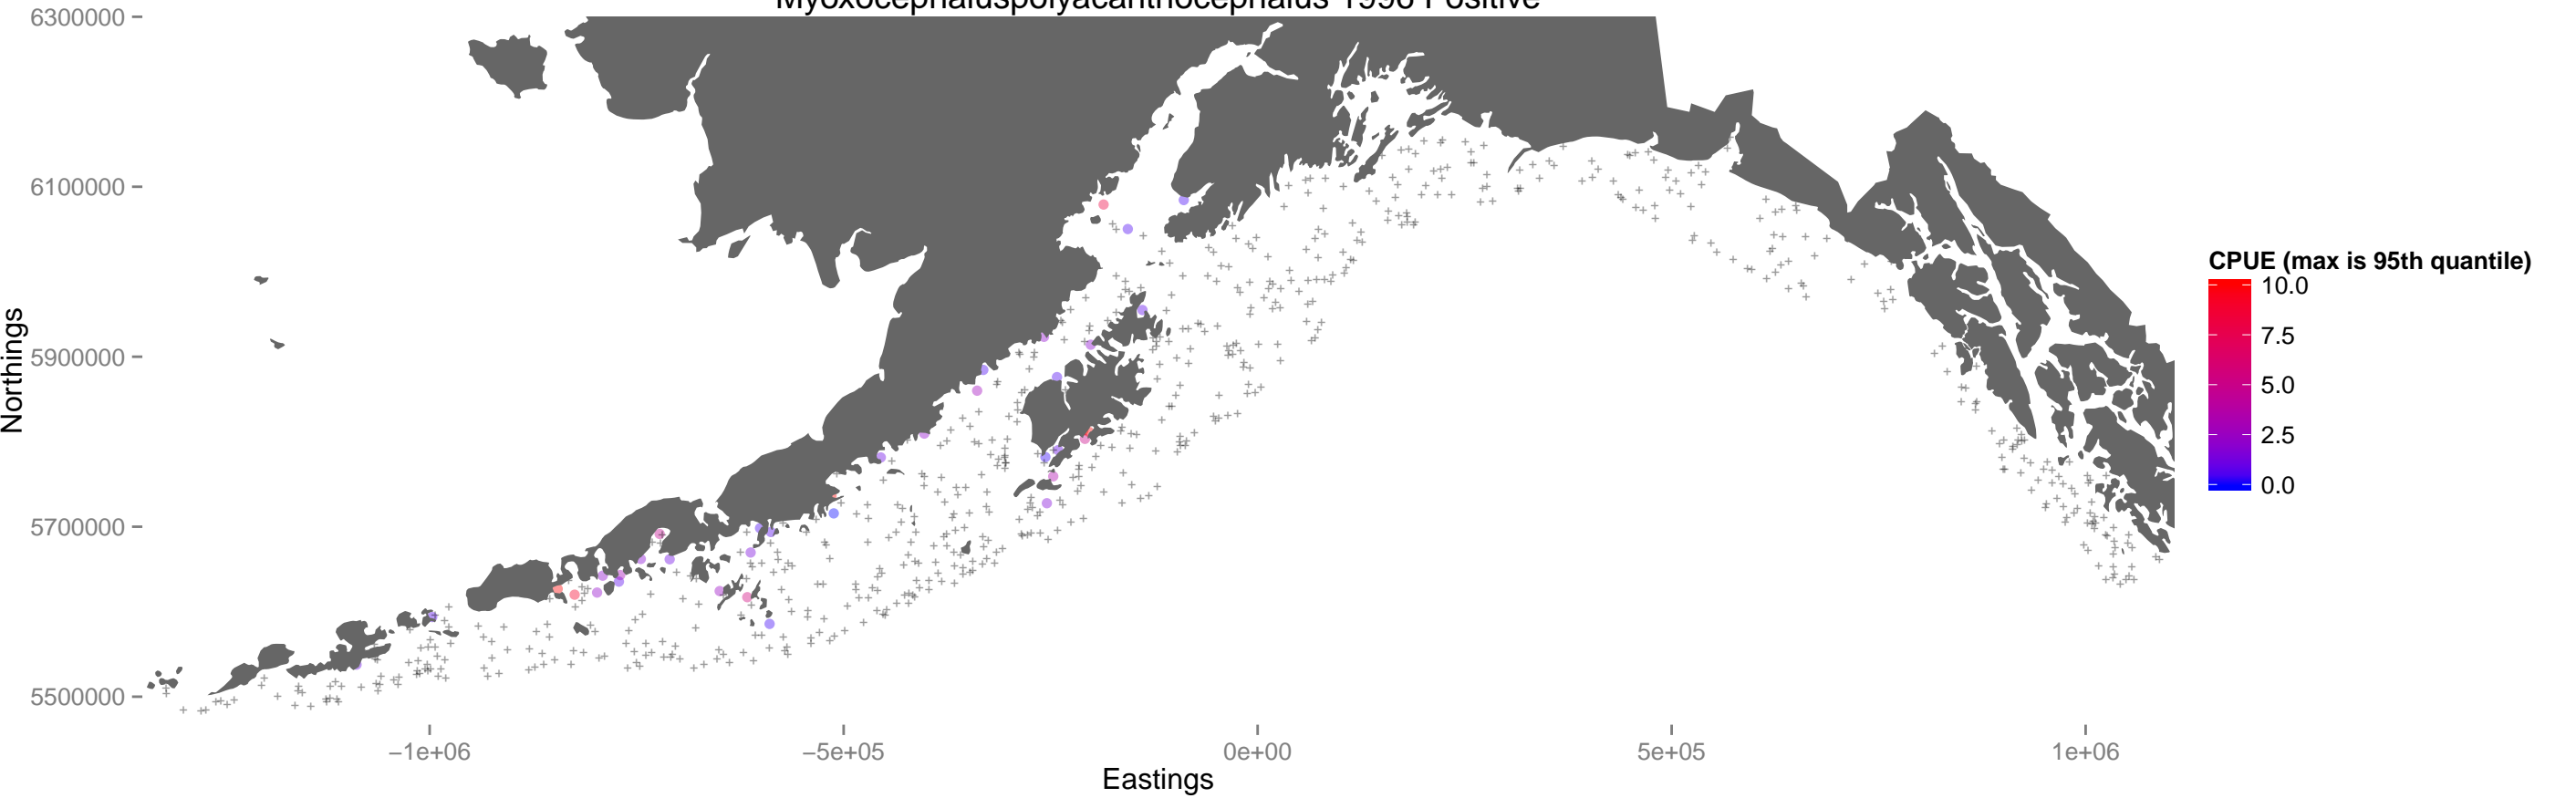 Myoxocephaluspolyacanthocephalus 1996 Positive
6300000
6100000
5900000
5700000
5500000
Northings
−1e+06
−5e+05
0e+00
5e+05
1e+06
Eastings
CPUE (max is 95th quantile)
10.0
7.5
5.0
2.5
0.0